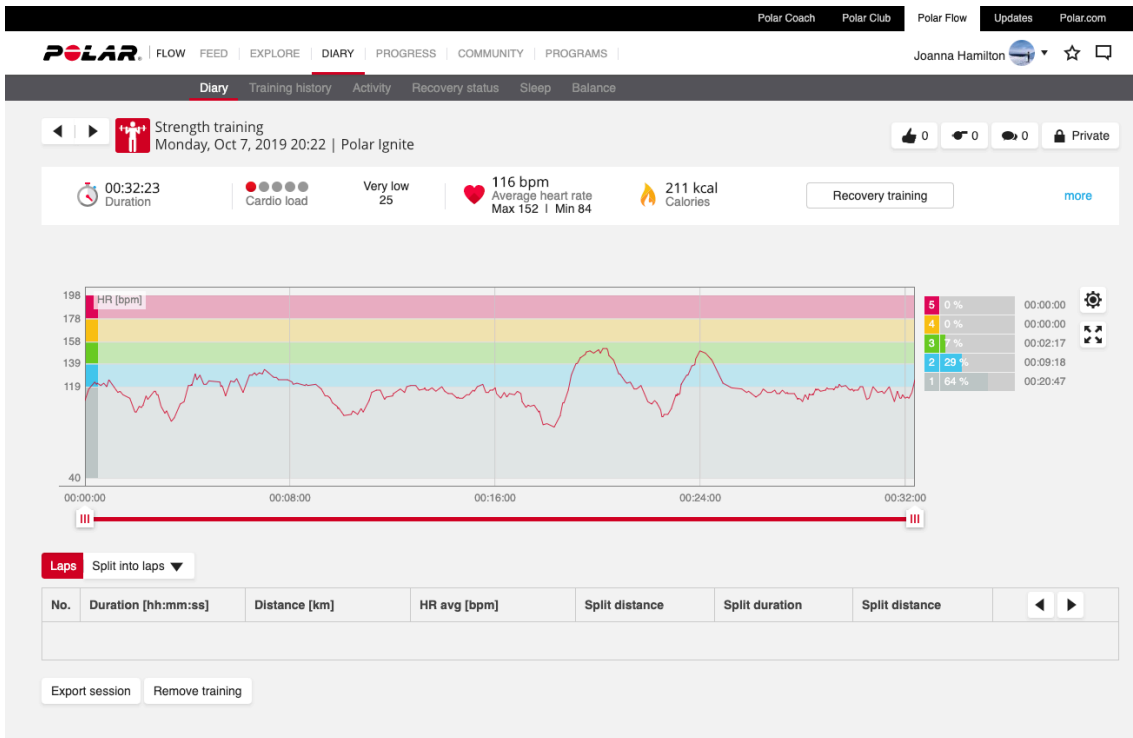 Polar Coach Polar Club Polar Flow Updates Polar.com
POLAR. FLOW FEED EXPLORE DIARY PROGRESS COMMUNITY PROGRAMS Joanna Hamilton
Diary Training history Activity Recovery status Sleep Balance
Strength training
Monday, Oct 7, 2019 20:22 | Polar Ignite
0 0 0 Private
00:32:23
Duration
Cardio load
Very low
25
116 bpm
Average heart rate
Max 152 | Min 84
211 kcal
Calories
Recovery training
more
HR [bpm]
198
178
158
139
119
40
00:00:00 00:08:00 00:16:00 00:24:00 00:32:00
5 0 % 00:00:00
4 0 % 00:00:00
3 7 % 00:02:17
2 29 % 00:09:18
1 64 % 00:20:47
Laps Split into laps
No. Duration [hh:mm:ss] Distance [km] HR avg [bpm] Split distance Split duration Split distance
Export session Remove training